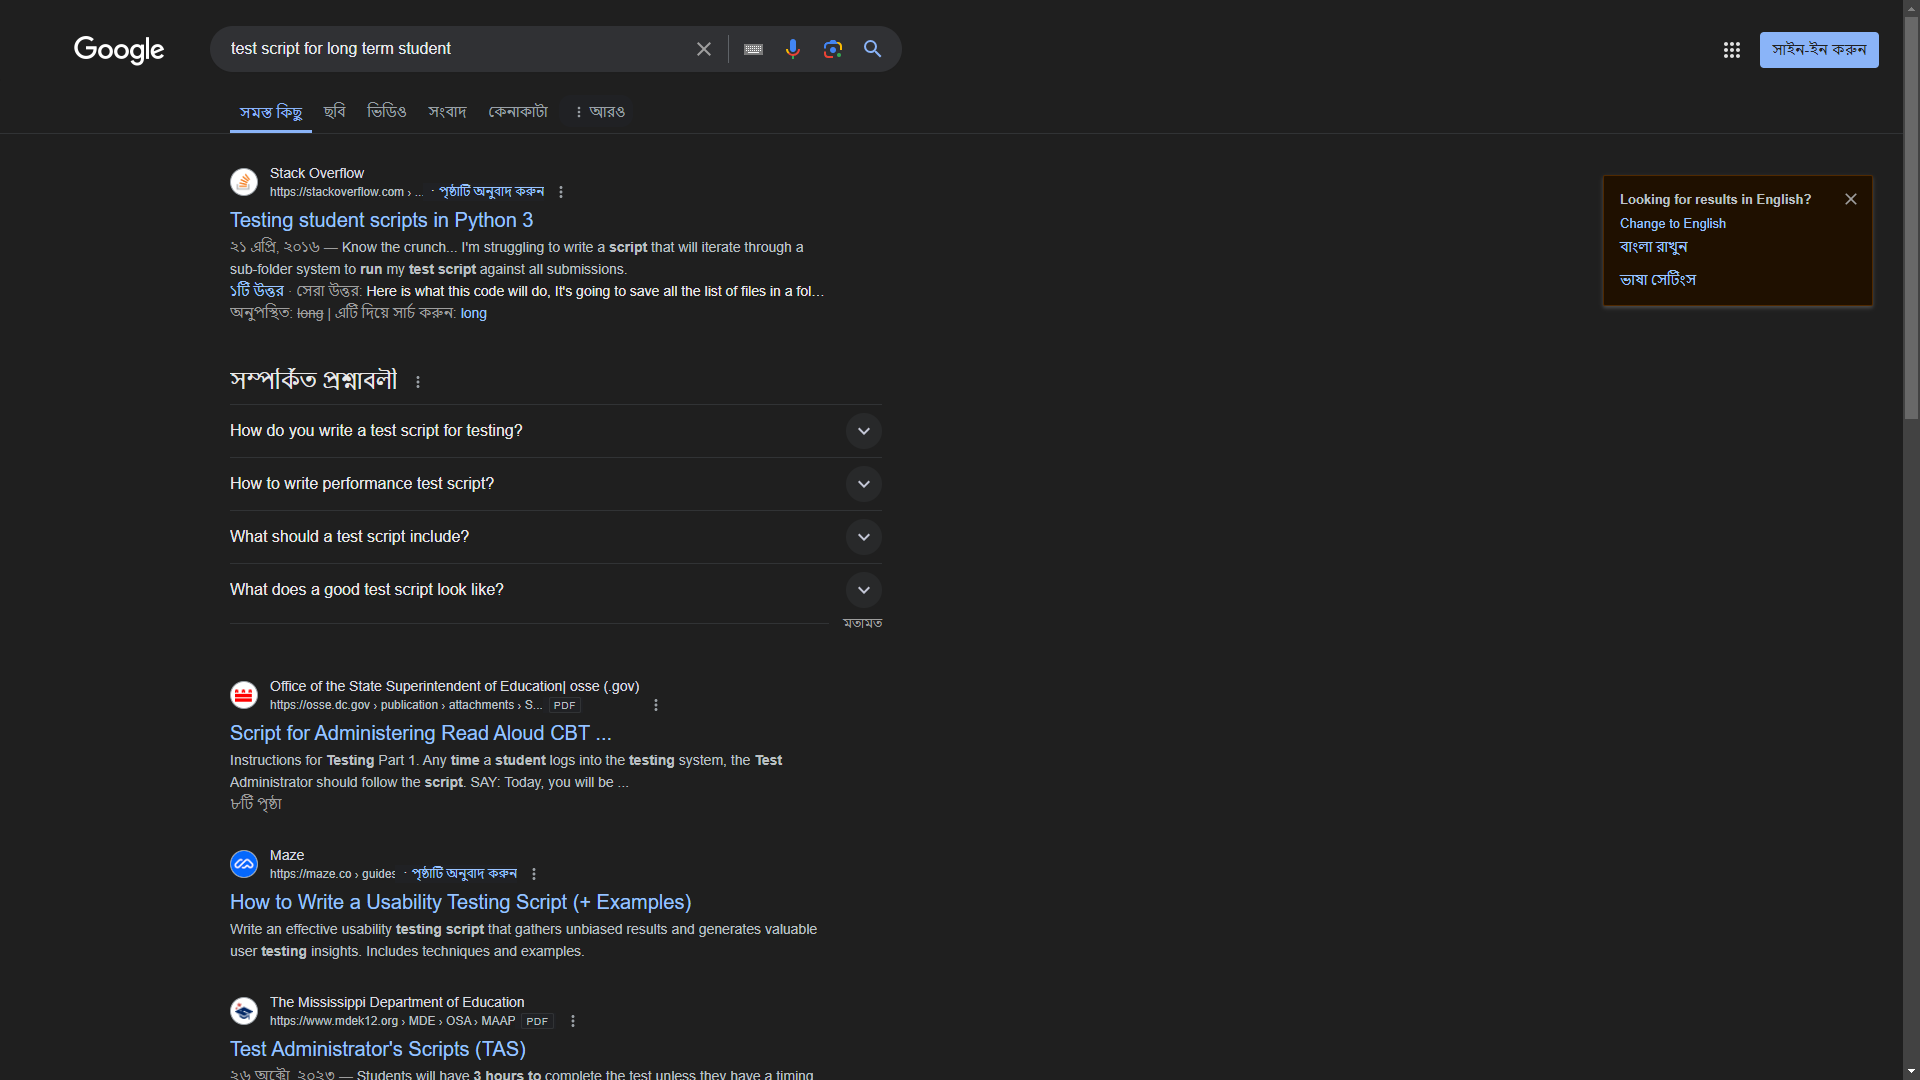 Google
test script for long term student
সাইন-ইন করুন
সমস্ত কিছু ছবি ভিডিও সংবাদ কেনাকাটা আরও
Looking for results in English?
Change to English
বাংলা রাখুন
ভাষা সেটিংস
Stack Overflow
https://stackoverflow.com › ... · পৃষ্ঠাটি অনুবাদ করুন
Testing student scripts in Python 3
২১ এপ্রি, ২০১৬ — Know the crunch... I'm struggling to write a script that will iterate through a
sub-folder system to run my test script against all submissions.
১টি উত্তর · সেরা উত্তর: Here is what this code will do, It's going to save all the list of files in a fol…
অনুপস্থিত: long | এটি দিয়ে সার্চ করুন: long
সম্পর্কিত প্রশ্নাবলী
How do you write a test script for testing?
How to write performance test script?
What should a test script include?
What does a good test script look like?
মতামত
Office of the State Superintendent of Education| osse (.gov)
https://osse.dc.gov › publication › attachments › S... PDF
Script for Administering Read Aloud CBT ...
Instructions for Testing Part 1. Any time a student logs into the testing system, the Test
Administrator should follow the script. SAY: Today, you will be ...
৮টি পৃষ্ঠা
Maze
https://maze.co › guides · পৃষ্ঠাটি অনুবাদ করুন
How to Write a Usability Testing Script (+ Examples)
Write an effective usability testing script that gathers unbiased results and generates valuable
user testing insights. Includes techniques and examples.
The Mississippi Department of Education
https://www.mdek12.org › MDE › OSA › MAAP PDF
Test Administrator's Scripts (TAS)
২৬ অক্টো, ২০২৩ — Students will have 3 hours to complete the test unless they have a timing